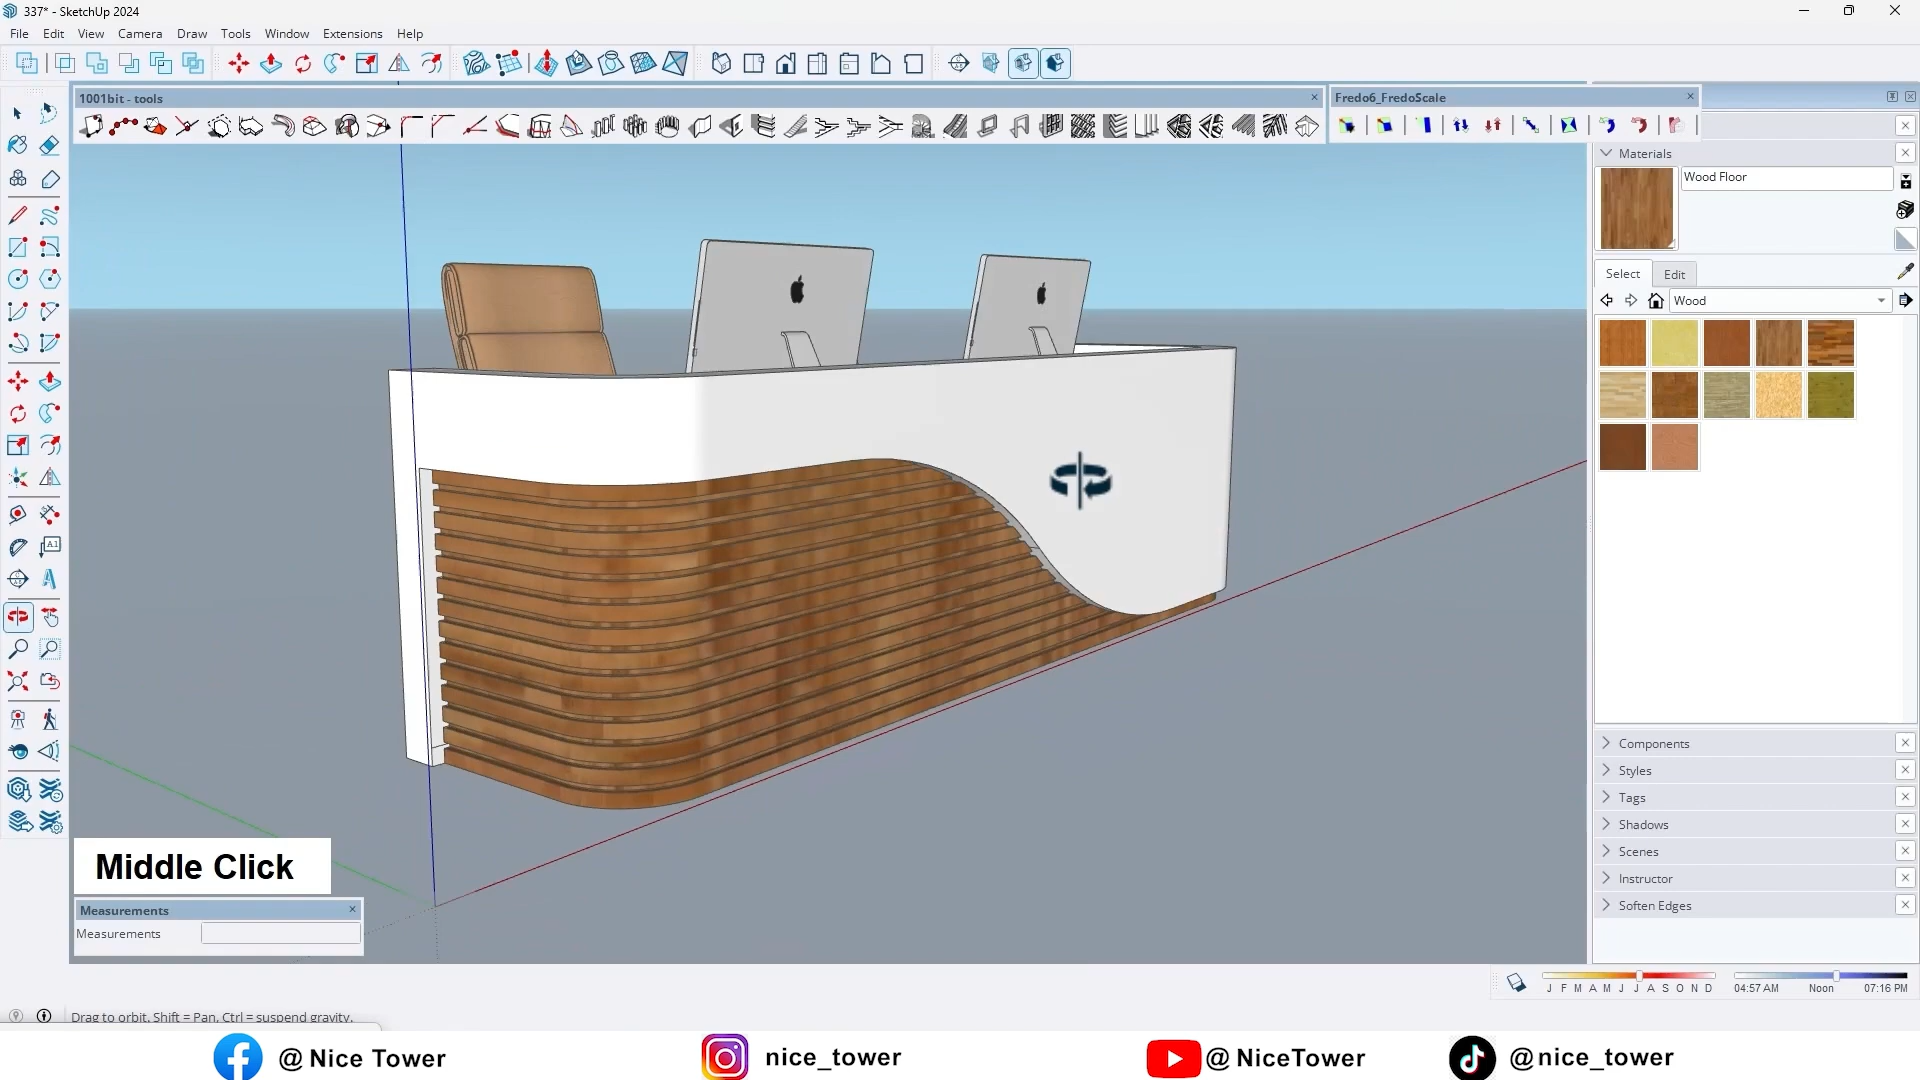 337* - SketchUp 2024
File Edit View Camera Draw Tools Window Extensions Help
1001bit - tools
Fredo6_FredoScale
Materials
Wood Floor
Select Edit
Wood
Components
Styles
Tags
Shadows
Scenes
Instructor
Soften Edges
Middle Click
Measurements
Measurements
J F M A M J J A S O N D
04:57 AM Noon 07:16 PM
Drag to orbit. Shift = Pan, Ctrl = suspend gravity.
@ Nice Tower nice_tower @ NiceTower @nice_tower